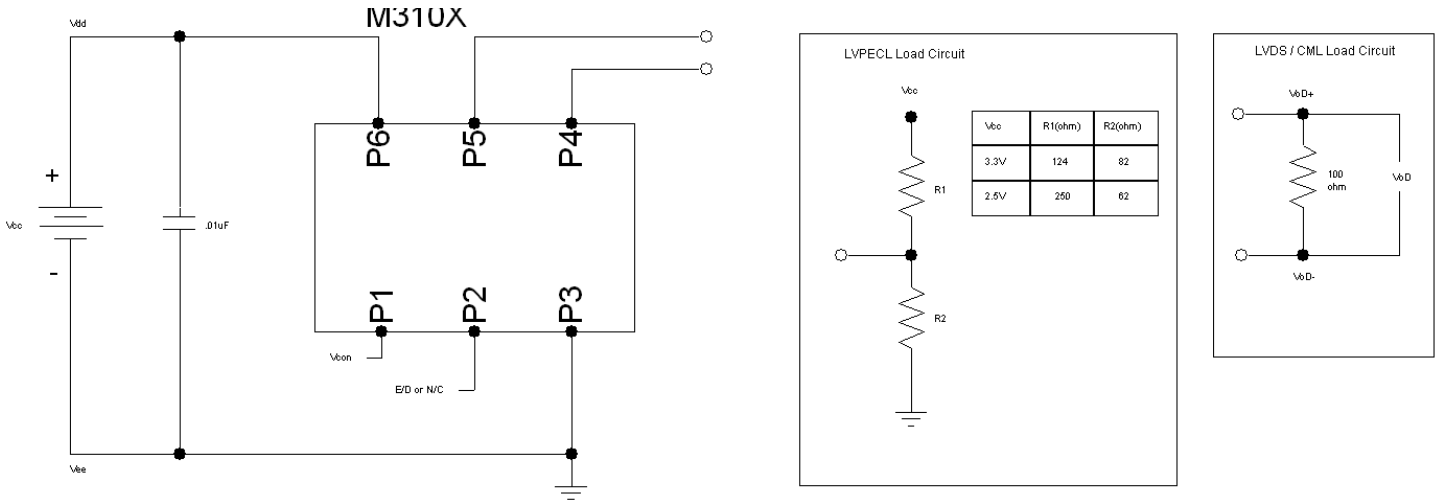 M310X
Vdd
P6
P5
P4
+
Vcc
-
.01uF
P1
P2
P3
Vcon
E/D or N/C
Vee
LVPECL Load Circuit
Vcc
R1
R2
Vcc R1(ohm) R2(ohm)
3.3V 124 82
2.5V 250 62
LVDS / CML Load Circuit
VoD+
100
ohm
VoD
VoD-